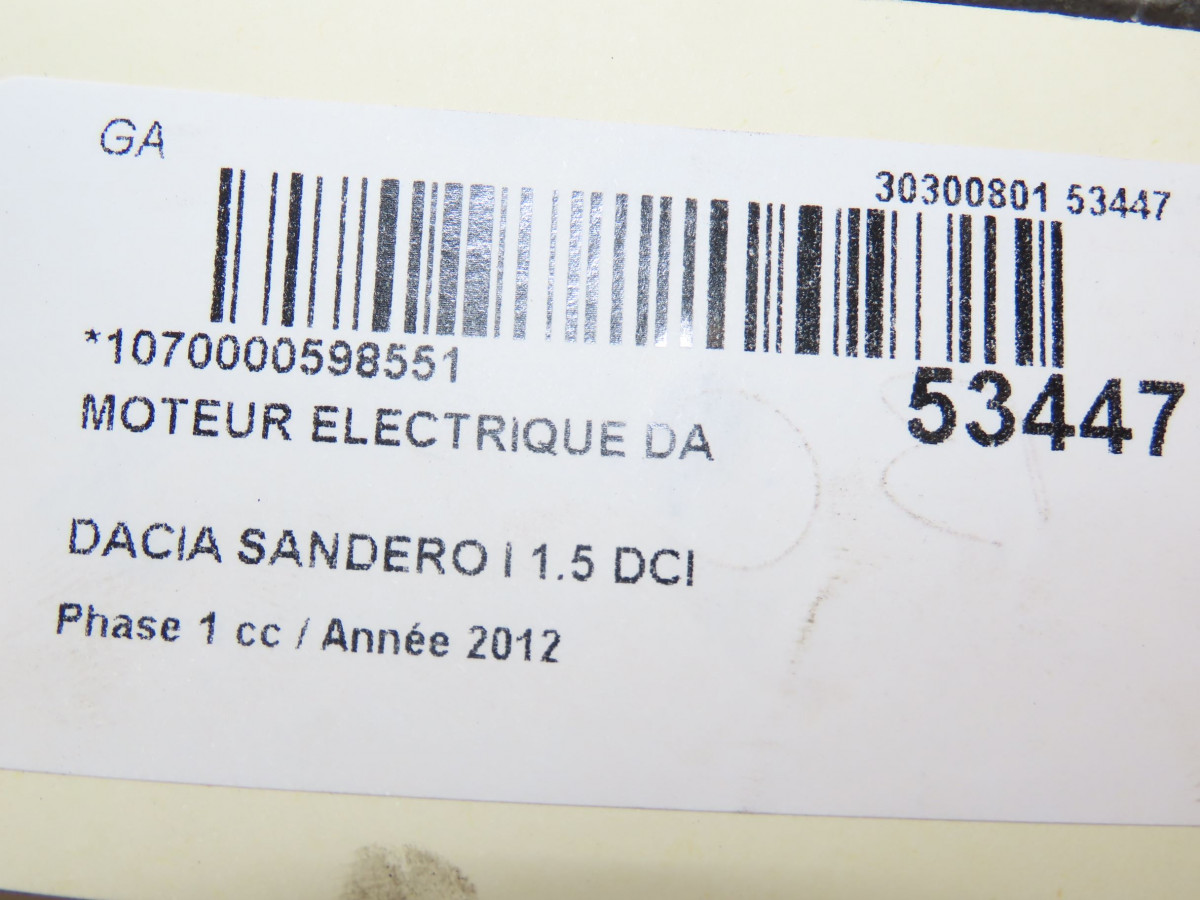 GA
30300801 53447
*1070000598551
53447
MOTEUR ELECTRIQUE DA
DACIA SANDERO I 1.5 DCI
Phase 1 cc / Année 2012